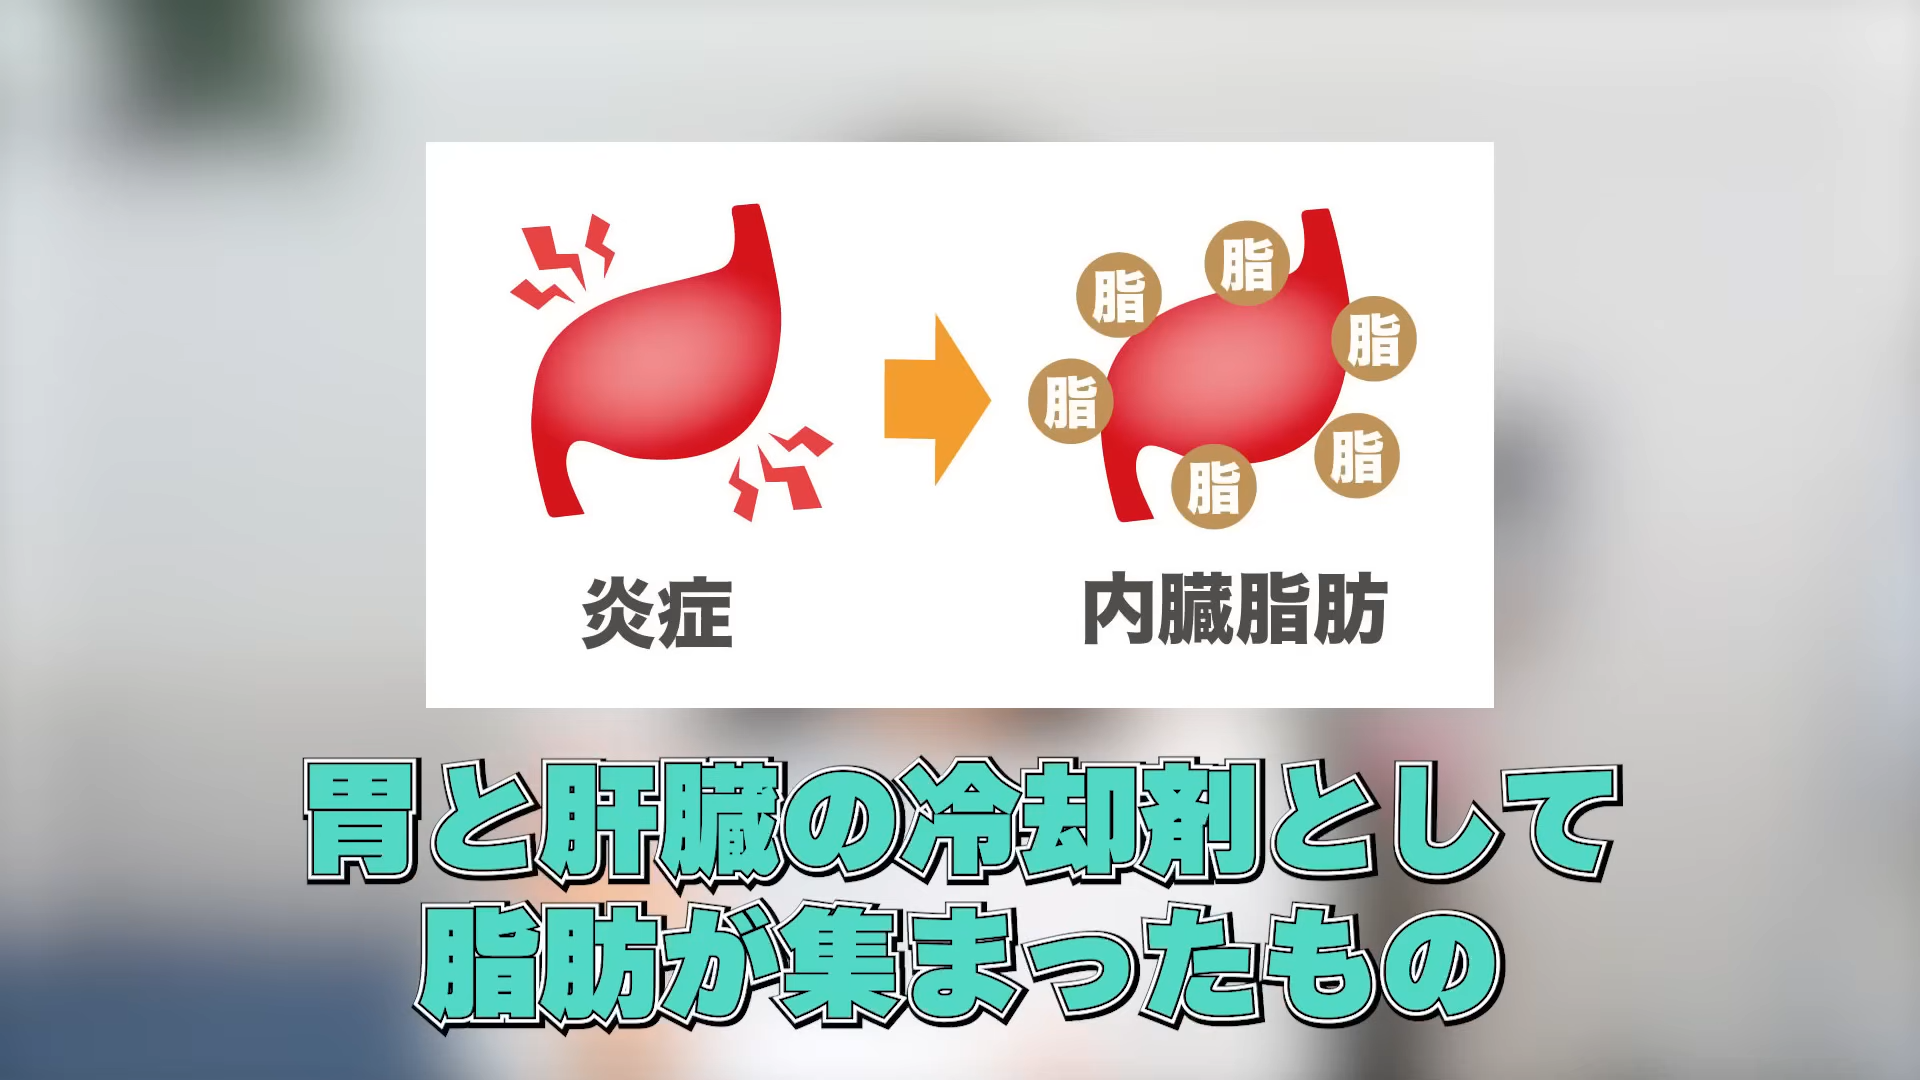 脂
脂
脂
脂
脂
脂
炎症
内臓脂肪
胃と肝臓の冷却剤として
脂肪が集まったもの